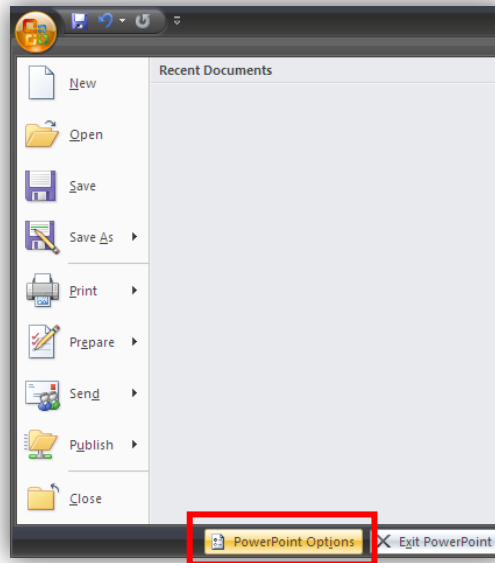 Recent Documents
New
Open
Save
Save As
Print
Prepare
Send
Publish
Close
PowerPoint Options
Exit PowerPoint